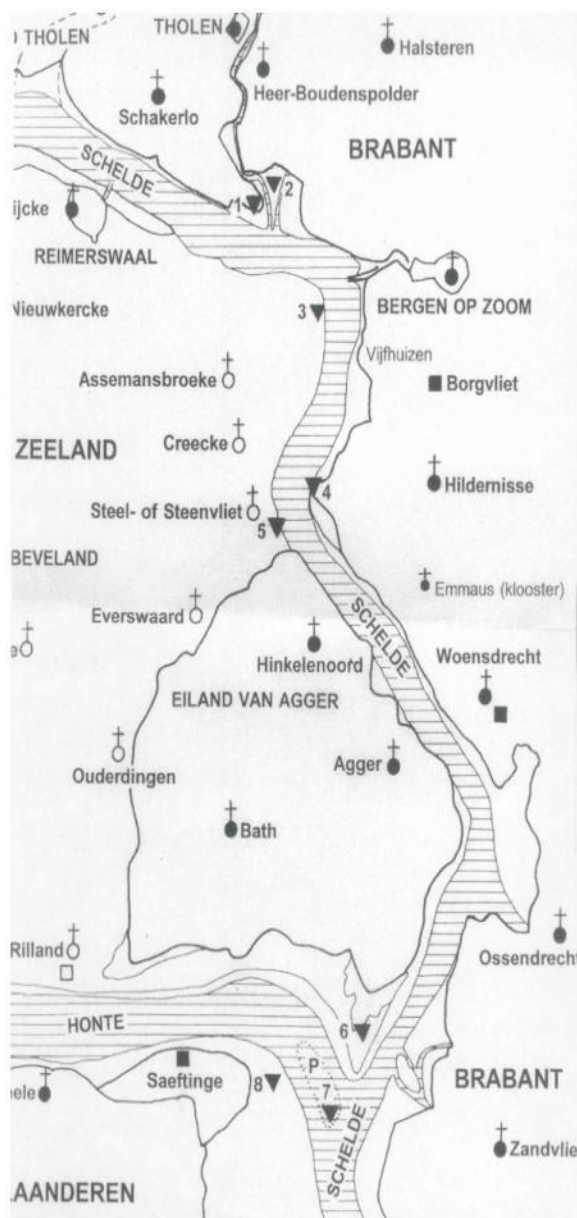 THOLEN
THOLEN
Halsteren
Heer-Boudenspolder
Schakerlo
BRABANT
SCHELDE
1
2
ijcke
REIMERSWAAL
BERGEN OP ZOOM
Nieuwkercke
3
Vijfhuizen
Assemansbroeke
Borgvliet
Creecke
ZEELAND
Hildernisse
4
Steel- of Steenvliet
5
BEVELAND
Emmaus (klooster)
Everswaard
SCHELDE
e
Hinkelenoord
Woensdrecht
EILAND VAN AGGER
Ouderdingen
Agger
Bath
Rilland
Ossendrecht
HONTE
6
P
BRABANT
Saeftinge
8
7
pele
SCHELDE
Zandvlie
LAANDEREN